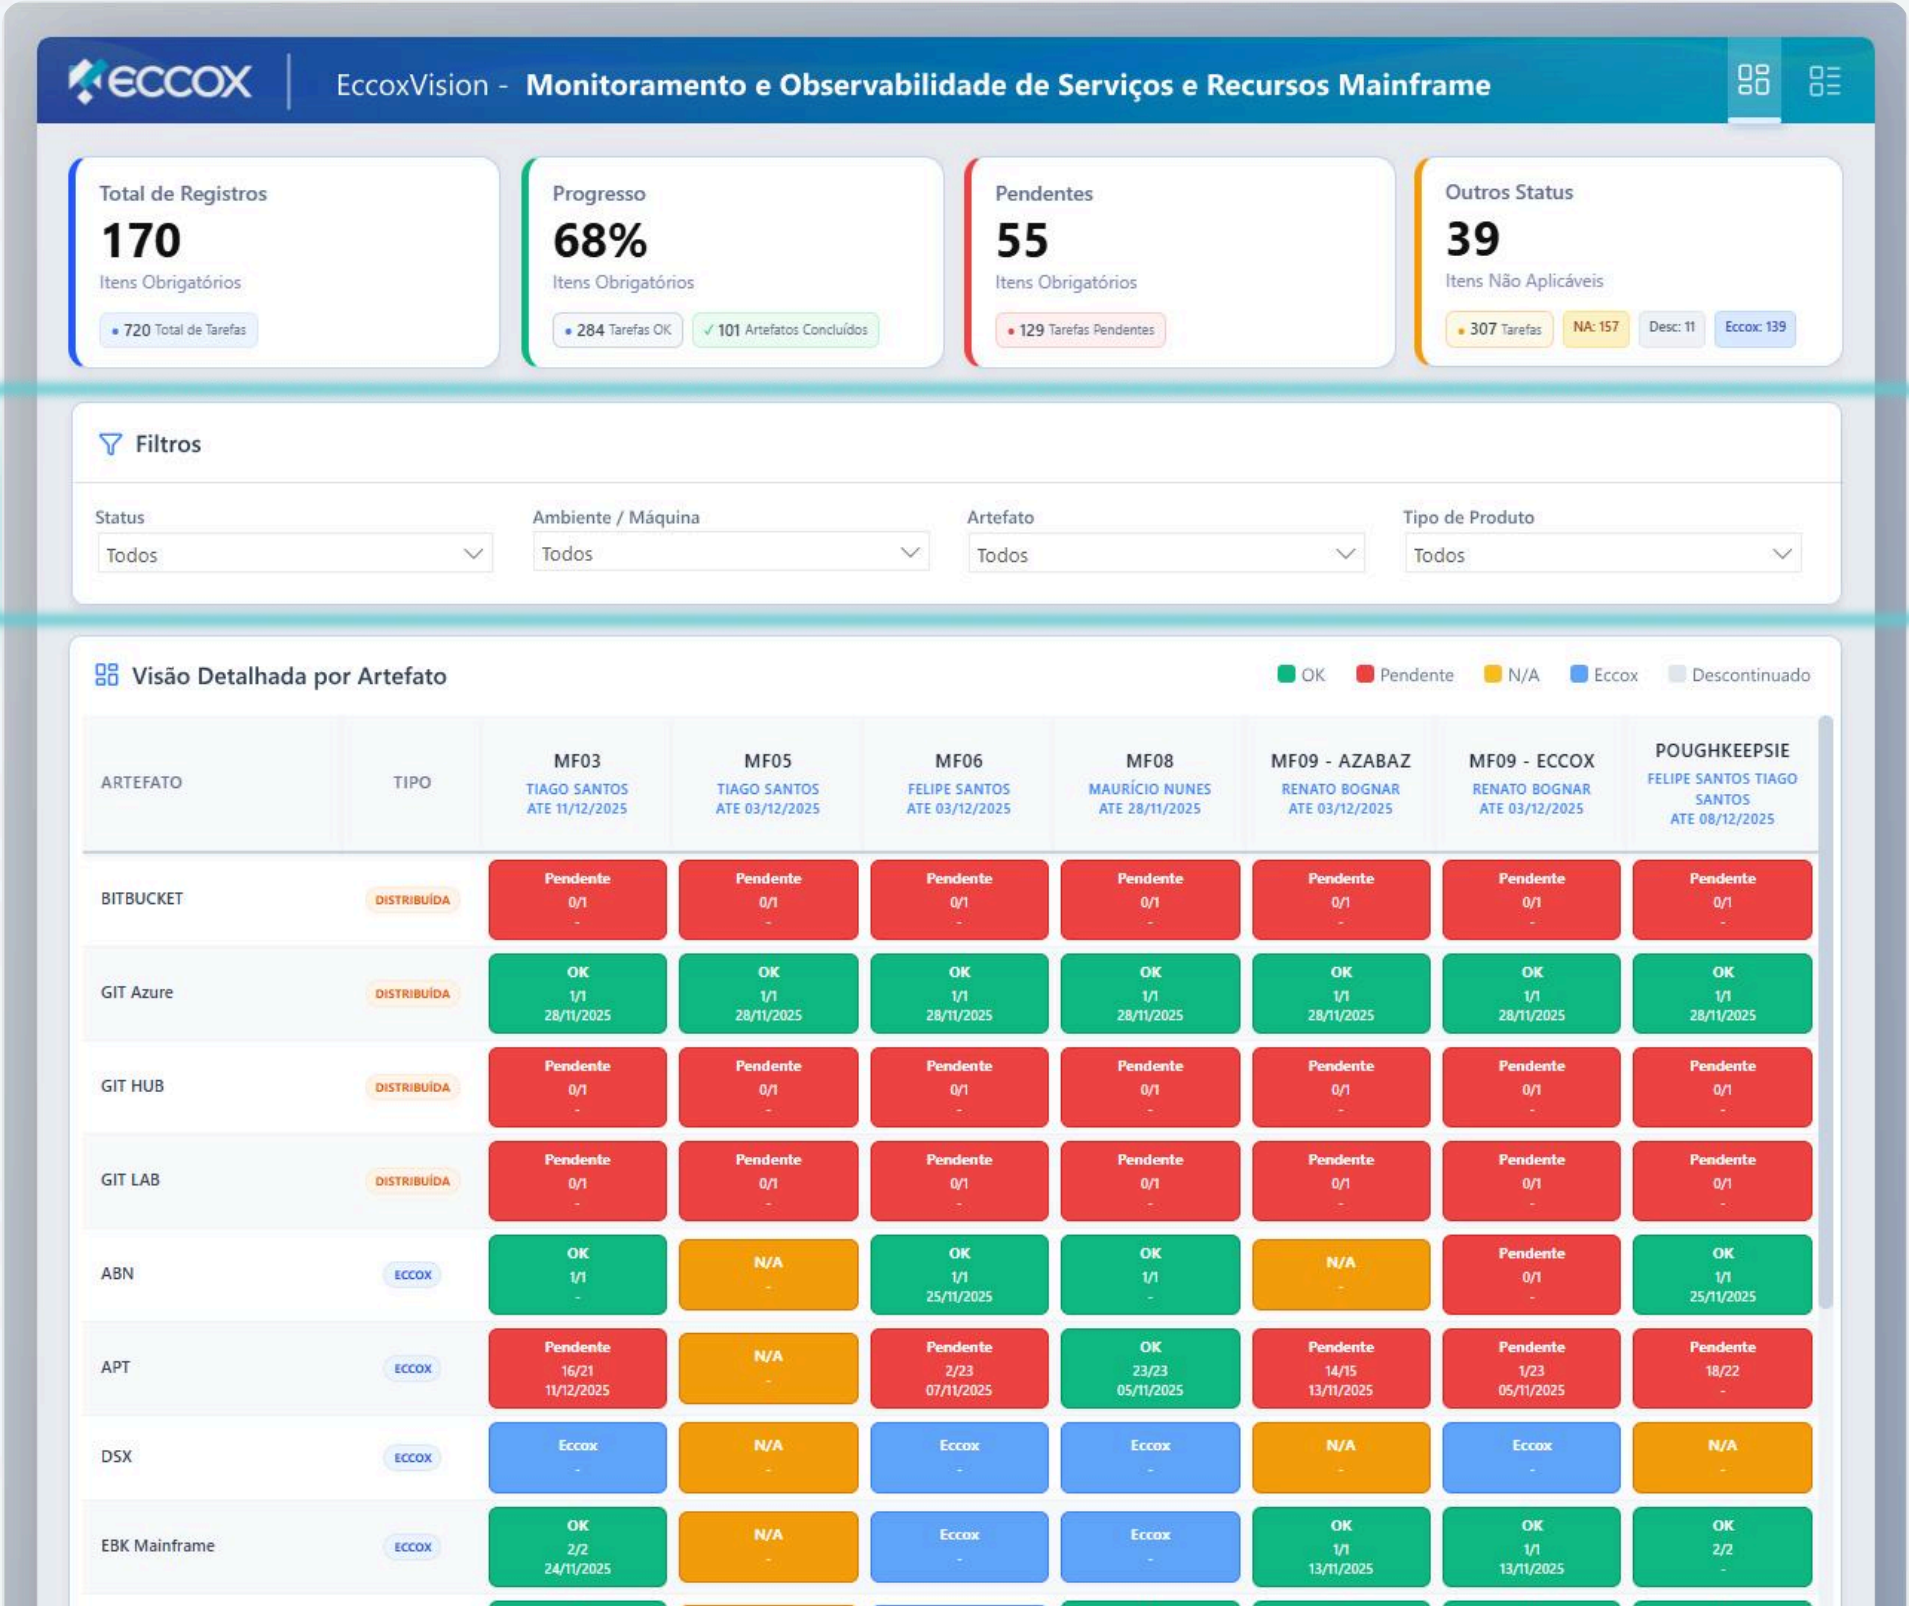 ECCOX
EccoxVision - Monitoramento e Observabilidade de Serviços e Recursos Mainframe
Total de Registros
170
Itens Obrigatórios
• 720 Total de Tarefas
Progresso
68%
Itens Obrigatórios
• 284 Tarefas OK ✓ 101 Artefatos Concluídos
Pendentes
55
Itens Obrigatórios
• 129 Tarefas Pendentes
Outros Status
39
Itens Não Aplicáveis
• 307 Tarefas NA: 157 Desc: 11 Eccox: 139
Filtros
Status
Todos
Ambiente / Máquina
Todos
Artefato
Todos
Tipo de Produto
Todos
Visão Detalhada por Artefato
OK Pendente N/A Eccox Descontinuado
ARTEFATO
TIPO
MF03
TIAGO SANTOS
ATE 11/12/2025
MF05
TIAGO SANTOS
ATE 03/12/2025
MF06
FELIPE SANTOS
ATE 03/12/2025
MF08
MAURÍCIO NUNES
ATE 28/11/2025
MF09 - AZABAZ
RENATO BOGNAR
ATE 03/12/2025
MF09 - ECCOX
RENATO BOGNAR
ATE 03/12/2025
POUGHKEEPSIE
FELIPE SANTOS TIAGO
SANTOS
ATE 08/12/2025
BITBUCKET
DISTRIBUÍDA
Pendente
0/1
-
Pendente
0/1
-
Pendente
0/1
-
Pendente
0/1
-
Pendente
0/1
-
Pendente
0/1
-
Pendente
0/1
-
GIT Azure
DISTRIBUÍDA
OK
1/1
28/11/2025
OK
1/1
28/11/2025
OK
1/1
28/11/2025
OK
1/1
28/11/2025
OK
1/1
28/11/2025
OK
1/1
28/11/2025
OK
1/1
28/11/2025
GIT HUB
DISTRIBUÍDA
Pendente
0/1
-
Pendente
0/1
-
Pendente
0/1
-
Pendente
0/1
-
Pendente
0/1
-
Pendente
0/1
-
Pendente
0/1
-
GIT LAB
DISTRIBUÍDA
Pendente
0/1
-
Pendente
0/1
-
Pendente
0/1
-
Pendente
0/1
-
Pendente
0/1
-
Pendente
0/1
-
Pendente
0/1
-
ABN
ECCOX
OK
1/1
-
N/A
-
OK
1/1
25/11/2025
OK
1/1
-
N/A
-
Pendente
0/1
-
OK
1/1
25/11/2025
APT
ECCOX
Pendente
16/21
11/12/2025
N/A
-
Pendente
2/23
07/11/2025
OK
23/23
05/11/2025
Pendente
14/15
13/11/2025
Pendente
1/23
05/11/2025
Pendente
18/22
-
DSX
ECCOX
Eccox
-
N/A
-
Eccox
-
Eccox
-
N/A
-
Eccox
-
N/A
-
EBK Mainframe
ECCOX
OK
2/2
24/11/2025
N/A
-
Eccox
-
Eccox
-
OK
1/1
13/11/2025
OK
1/1
13/11/2025
OK
2/2
-